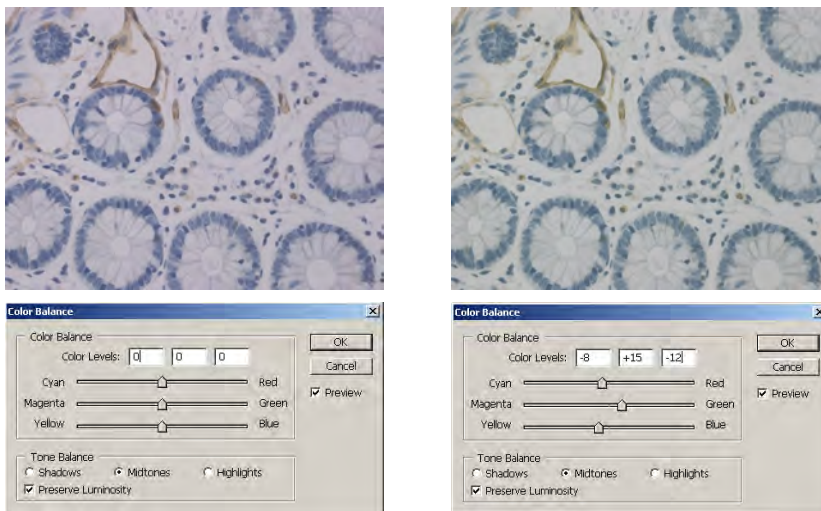 Color Balance
Color Balance
Color Levels: 0 0 0
Cyan Red
Magenta Green
Yellow Blue
Tone Balance
Shadows Midtones Highlights
Preserve Luminosity
OK
Cancel
Preview
Color Balance
Color Balance
Color Levels: -8 +15 -12
Cyan Red
Magenta Green
Yellow Blue
Tone Balance
Shadows Midtones Highlights
Preserve Luminosity
OK
Cancel
Preview